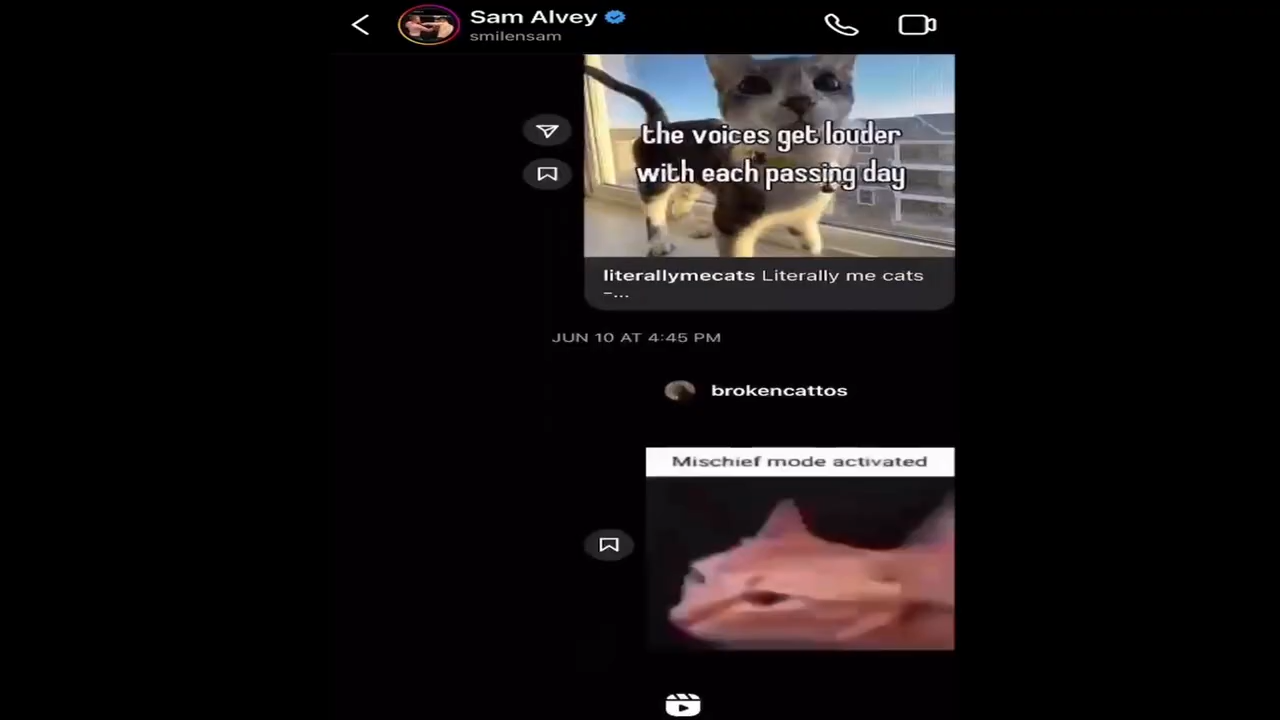 Sam Alvey
smilensam
the voices get louder
with each passing day
literallymecats Literally me cats
-...
JUN 10 AT 4:45 PM
brokencattos
Mischief mode activated